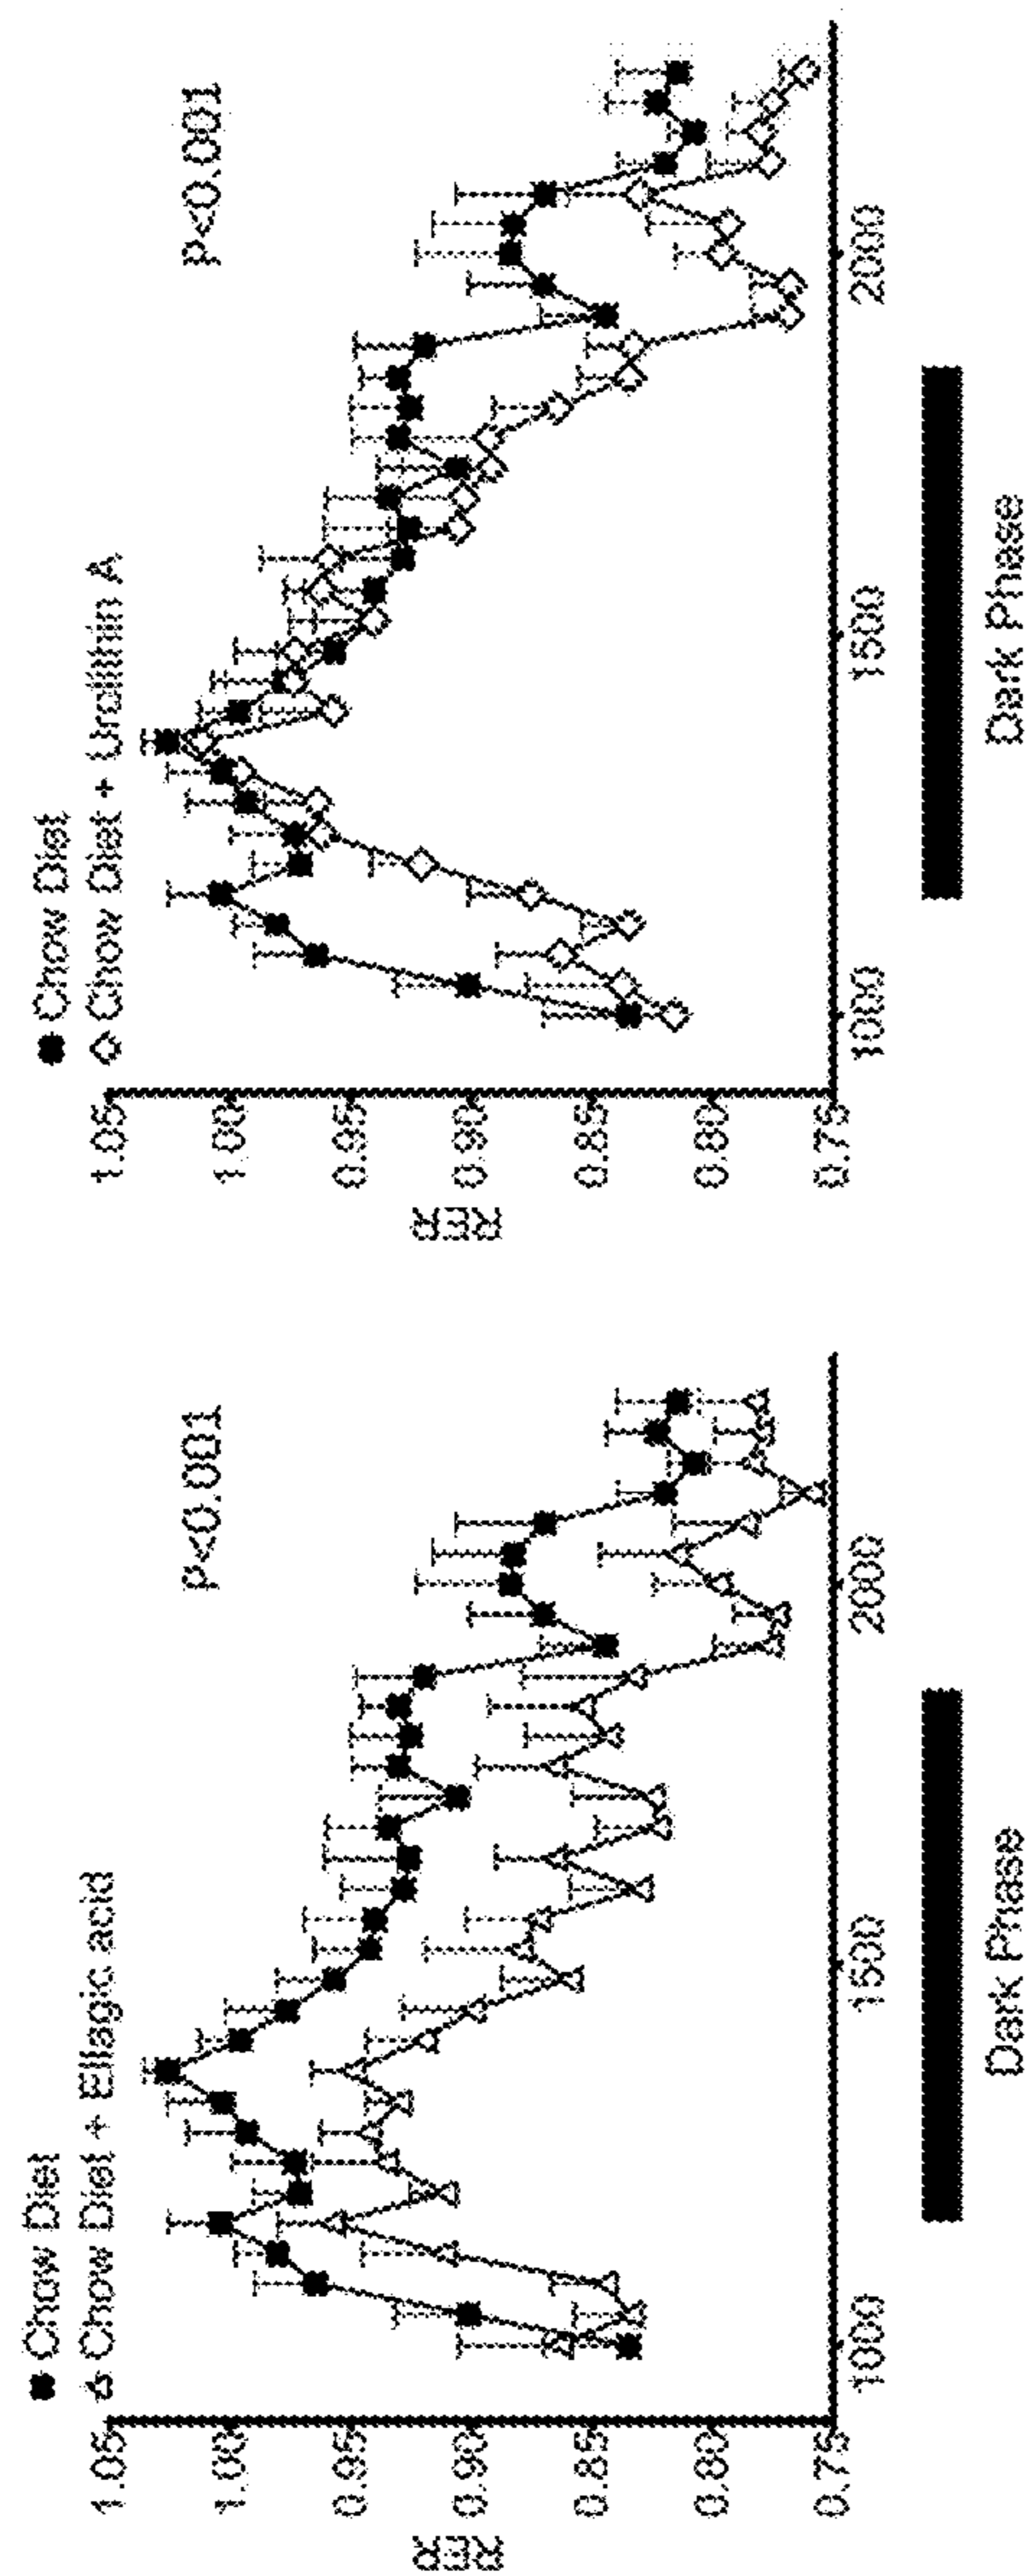 ■ Chow Diet
△ Chow Diet + Ellagic acid
P<0.001
RER
1.05
1.00
0.95
0.90
0.85
0.80
0.75
1000
1500
2000
Dark Phase
■ Chow Diet
◇ Chow Diet + Urolithin A
P<0.001
RER
1.05
1.00
0.95
0.90
0.85
0.80
0.75
1000
1500
2000
Dark Phase